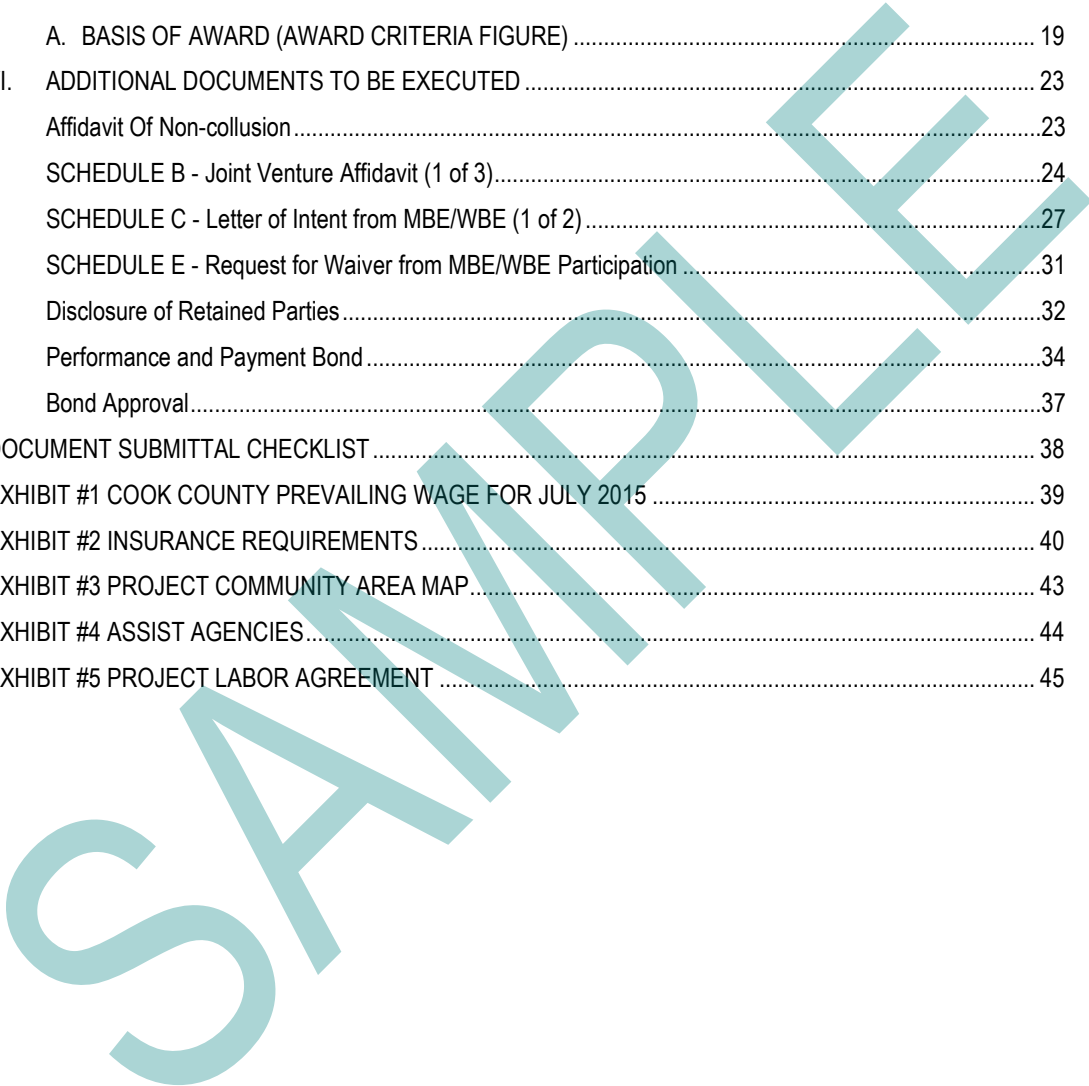 A. BASIS OF AWARD (AWARD CRITERIA FIGURE) ........ 19
I. ADDITIONAL DOCUMENTS TO BE EXECUTED ........ 23
Affidavit Of Non-collusion ........ 23
SCHEDULE B - Joint Venture Affidavit (1 of 3) ........ 24
SCHEDULE C - Letter of Intent from MBE/WBE (1 of 2) ........ 27
SCHEDULE E - Request for Waiver from MBE/WBE Participation ........ 31
Disclosure of Retained Parties ........ 32
Performance and Payment Bond ........ 34
Bond Approval ........ 37
OCUMENT SUBMITTAL CHECKLIST ........ 38
XHIBIT #1 COOK COUNTY PREVAILING WAGE FOR JULY 2015 ........ 39
XHIBIT #2 INSURANCE REQUIREMENTS ........ 40
XHIBIT #3 PROJECT COMMUNITY AREA MAP ........ 43
XHIBIT #4 ASSIST AGENCIES ........ 44
XHIBIT #5 PROJECT LABOR AGREEMENT ........ 45
SAMPLE